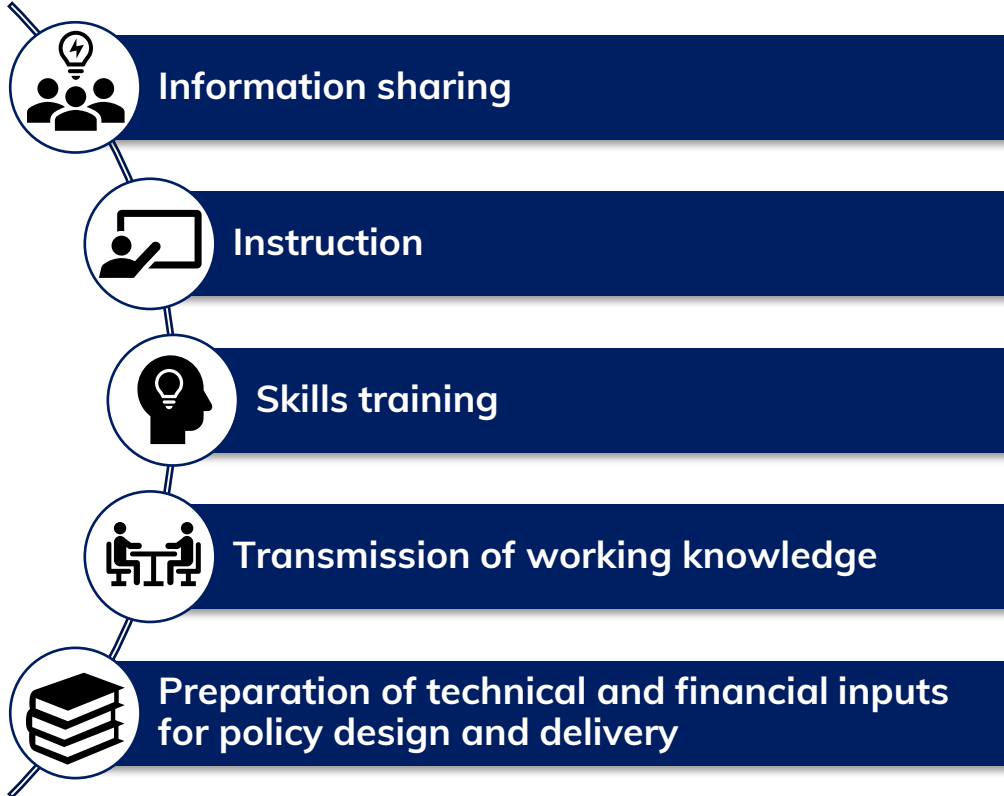 Information sharing
Instruction
Skills training
Transmission of working knowledge
Preparation of technical and financial inputs
for policy design and delivery